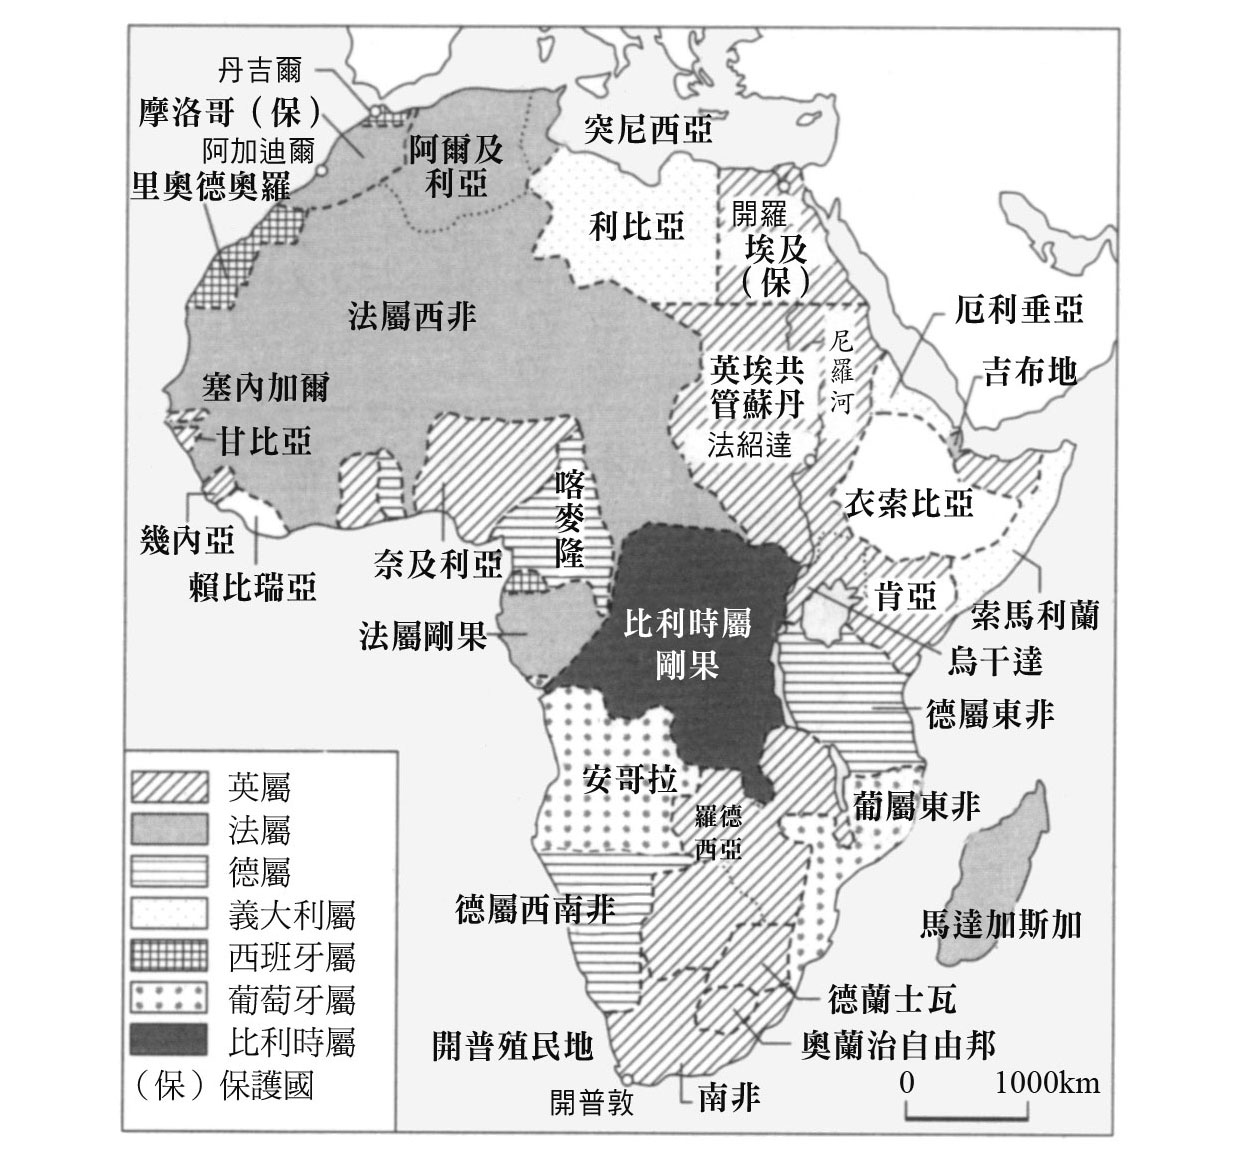 丹吉爾
摩洛哥（保）
阿加迪爾
里奧德奧羅
阿爾及
利亞
突尼西亞
利比亞
開羅
埃及
（保）
厄利垂亞
吉布地
法屬西非
尼羅河
英埃共
管蘇丹
法紹達
塞內加爾
甘比亞
衣索比亞
喀麥隆
幾內亞
賴比瑞亞
奈及利亞
肯亞
索馬利蘭
法屬剛果
比利時屬
剛果
烏干達
德屬東非
安哥拉
羅德
西亞
葡屬東非
德屬西南非
馬達加斯加
德蘭士瓦
奧蘭治自由邦
開普殖民地
開普敦
南非
0 1000km
英屬
法屬
德屬
義大利屬
西班牙屬
葡萄牙屬
比利時屬
（保）保護國